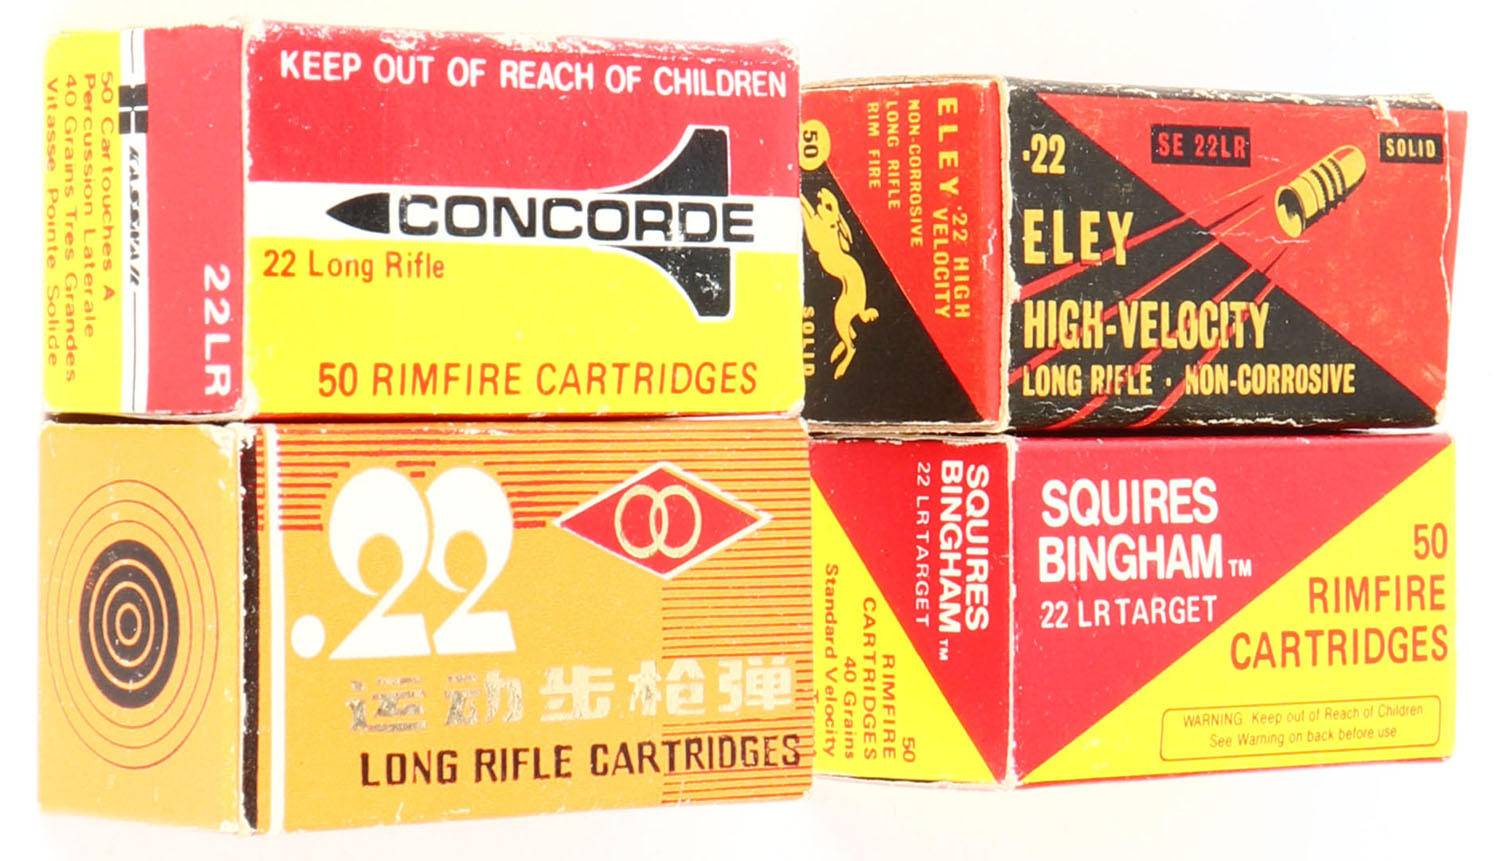 KEEP OUT OF REACH OF CHILDREN
CONCORDE
22 Long Rifle
50 RIMFIRE CARTRIDGES
22LR
50 Cartouches A
Percussion Laterale
40 Grains Tres Grandes
Vitasse Pointe Solide
ELEY .22 HIGH
VELOCITY
NON-CORROSIVE
LONG RIFLE
RIM FIRE
50
SOLID
.22
SE 22LR
SOLID
ELEY
HIGH-VELOCITY
LONG RIFLE · NON-CORROSIVE
.22
运动步枪弹
LONG RIFLE CARTRIDGES
SQUIRES
BINGHAM™
22 LR TARGET
50
RIMFIRE
CARTRIDGES
40 Grains
Standard Velocity
SQUIRES
BINGHAM™
22 LR TARGET
50
RIMFIRE
CARTRIDGES
WARNING: Keep out of Reach of Children.
See Warning on back before use.